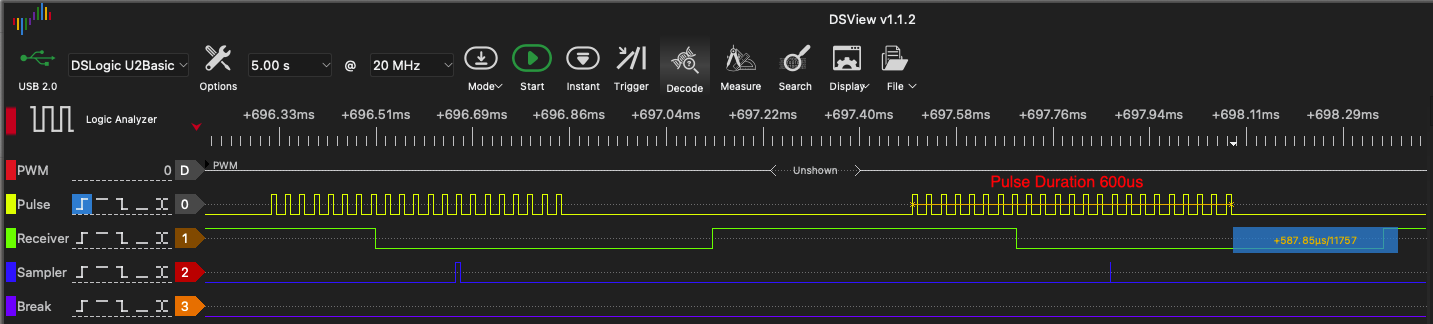 DSView v1.1.2
USB 2.0
DSLogic U2Basic
Options
5.00 s
@
20 MHz
Mode
Start
Instant
Trigger
Decode
Measure
Search
Display
File
Logic Analyzer
+696.33ms +696.51ms +696.69ms +696.86ms +697.04ms +697.22ms +697.40ms +697.58ms +697.76ms +697.94ms +698.11ms +698.29ms
PWM 0 D PWM Unshown
Pulse Duration 600us
Pulse 0
Receiver 1 +587.85µs/11757
Sampler 2
Break 3